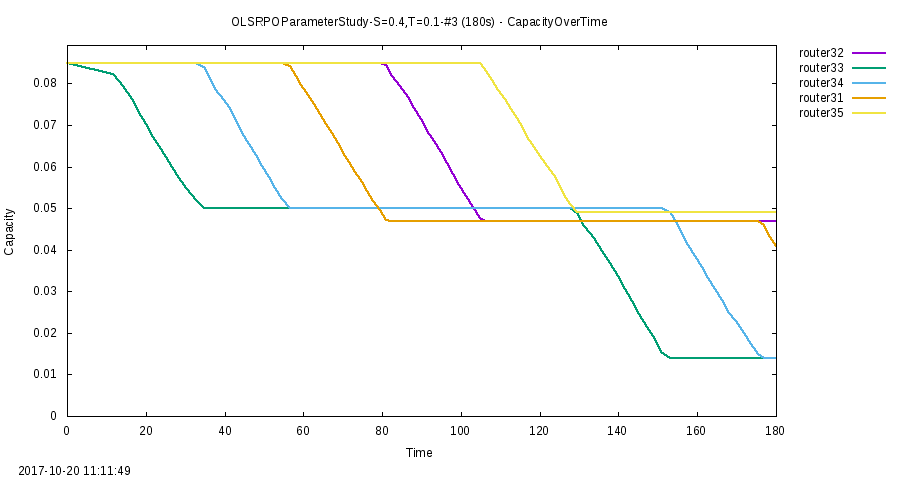 OLSRPOParameterStudy-S=0.4,T=0.1-#3 (180s) - CapacityOverTime
router32
router33
router34
router31
router35
0.08
0.07
0.06
0.05
0.04
0.03
0.02
0.01
0
Capacity
0 20 40 60 80 100 120 140 160 180
Time
2017-10-20 11:11:49